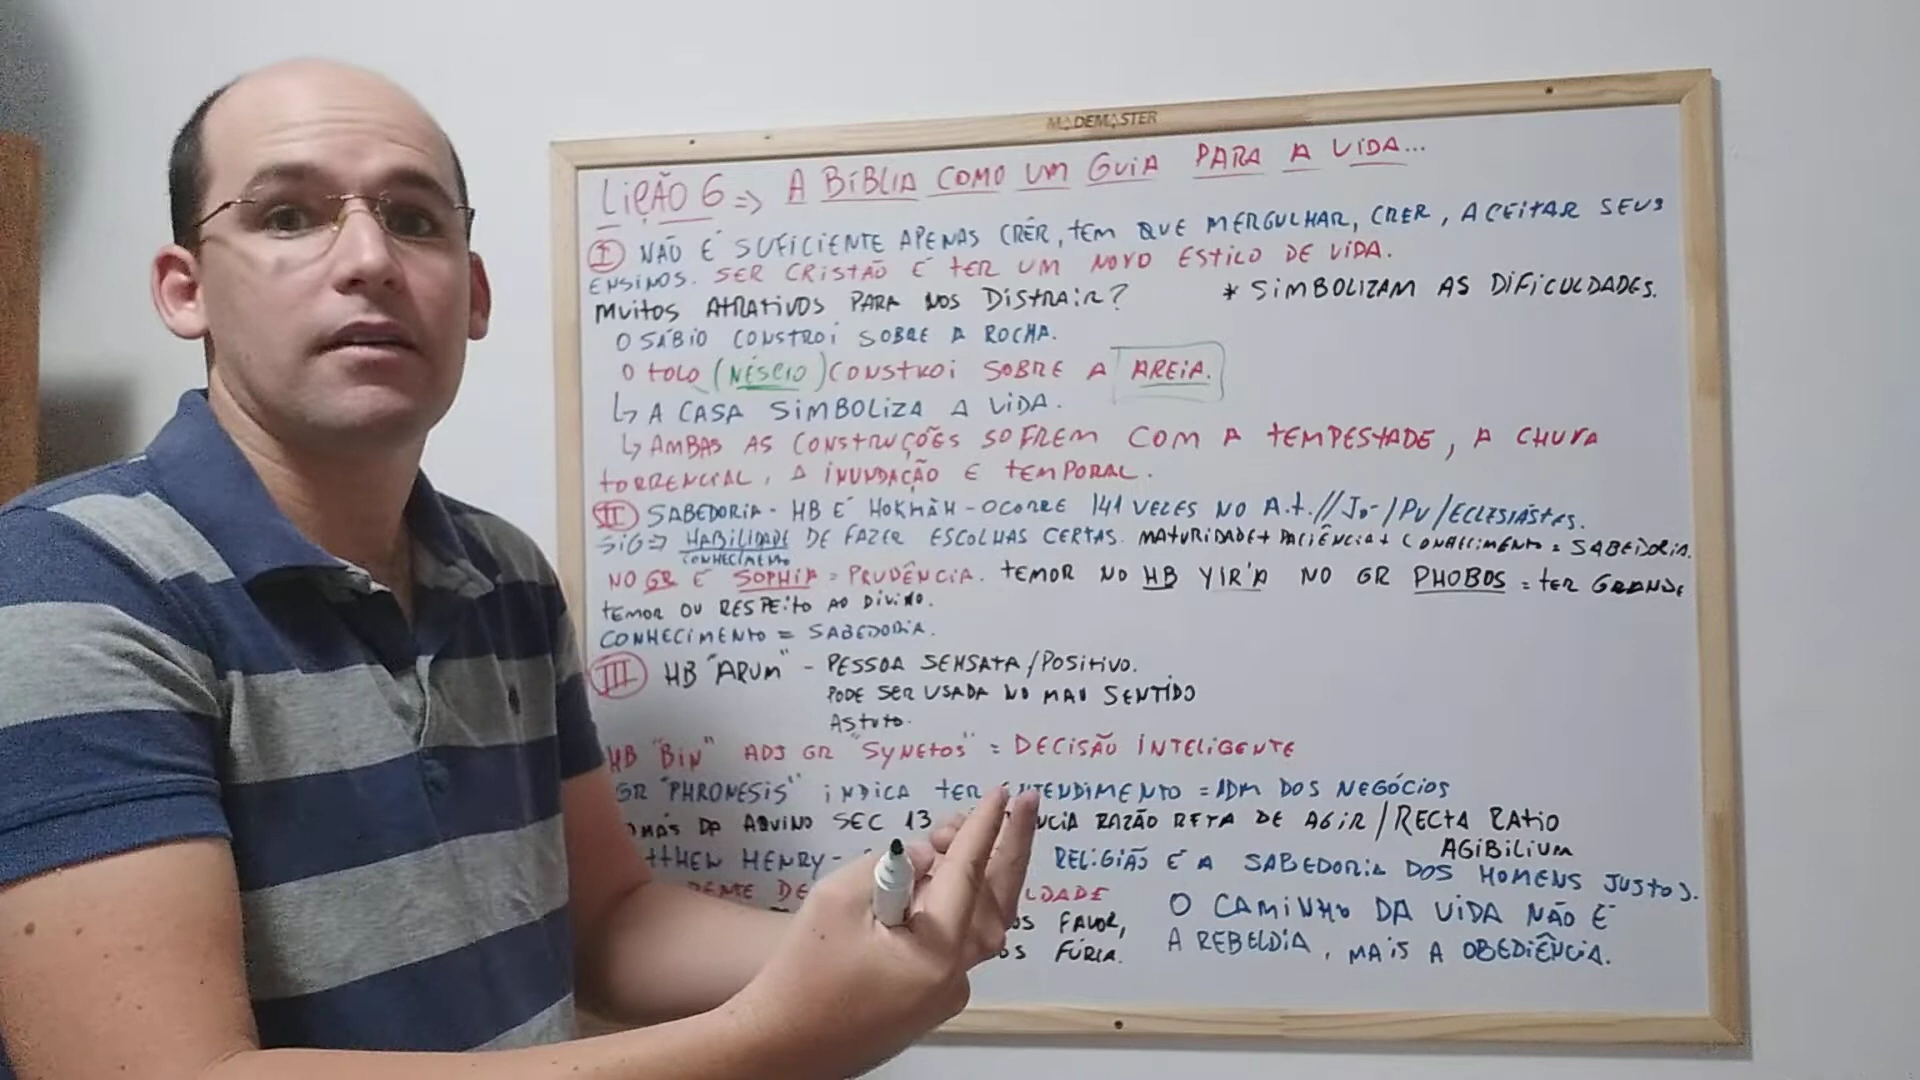 MADEMASTER
LIÇÃO 6 => A BÍBLIA COMO UM GUIA PARA A VIDA...
I NÃO É SUFICIENTE APENAS CRÊR, TEM QUE MERGULHAR, CRER, ACEITAR SEUS
ENSINOS. SER CRISTÃO É TER UM NOVO ESTILO DE VIDA.
MUITOS ATRATIVOS PARA NOS DISTRAIR? * SIMBOLIZAM AS DIFICULDADES.
O SÁBIO CONSTROI SOBRE A ROCHA.
O TOLO (NÉSCIO) CONSTROI SOBRE A AREIA.
↳ A CASA SIMBOLIZA A VIDA.
↳ AMBAS AS CONSTRUÇÕES SOFREM COM A TEMPESTADE, A CHUVA
TORRENCIAL, A INUNDAÇÃO E TEMPORAL.
II SABEDORIA - HB É HOKMÀH - OCORRE 141 VEZES NO A.T. // JÓ- / PV / ECLESIÁSTES.
SIG => HABILIDADE DE FAZER ESCOLHAS CERTAS. MATURIDADE + PACIÊNCIA + CONHECIMENTO = SABEDORIA.
CONHECIMENTO
NO GR É SOPHIA = PRUDÊNCIA. TEMOR NO HB YIR'A NO GR PHOBOS = TER GRANDE
TEMOR OU RESPEITO AO DIVINO.
CONHECIMENTO = SABEDORIA.
III HB "ARUM" - PESSOA SENSATA / POSITIVO.
PODE SER USADA NO MAU SENTIDO
ASTUTO.
HB "BIN" ADJ GR "SYNETOS" = DECISÃO INTELIGENTE
GR "PHRONESIS" INDICA TER ENTENDIMENTO = ADM DOS NEGÓCIOS
DA AQUINO SEC 13 RAZÃO RETA DE AGIR / RECTA RATIO
AGIBILIUM
HENRY - RELIGIÃO É A SABEDORIA DOS HOMENS JUSTOS.
O CAMINHO DA VIDA NÃO É
FAVOR,
A REBELDIA, MAIS A OBEDIÊNCIA.
FÚRIA.